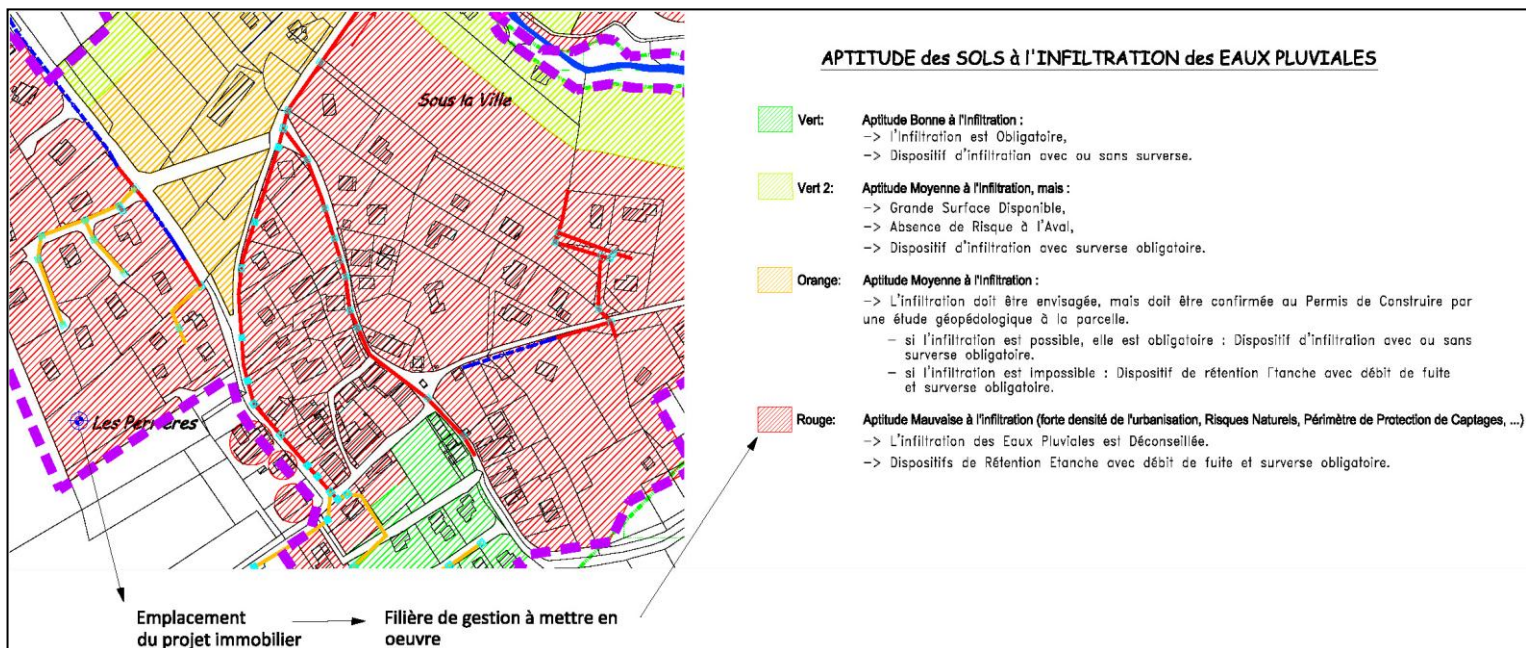 Sous la Ville
Les Perrières
APTITUDE des SOLS à l'INFILTRATION des EAUX PLUVIALES
Vert: Aptitude Bonne à l'Infiltration :
-> l'Infiltration est Obligatoire,
-> Dispositif d'infiltration avec ou sans surverse.
Vert 2: Aptitude Moyenne à l'Infiltration, mais :
-> Grande Surface Disponible,
-> Absence de Risque à l'Aval,
-> Dispositif d'infiltration avec surverse obligatoire.
Orange: Aptitude Moyenne à l'Infiltration :
-> L'infiltration doit être envisagée, mais doit être confirmée au Permis de Construire par
une étude géopédologique à la parcelle.
- si l'infiltration est possible, elle est obligatoire : Dispositif d'infiltration avec ou sans
surverse obligatoire.
- si l'infiltration est impossible : Dispositif de rétention Etanche avec débit de fuite
et surverse obligatoire.
Rouge: Aptitude Mauvaise à l'infiltration (forte densité de l'urbanisation, Risques Naturels, Périmètre de Protection de Captages, ...)
-> L'infiltration des Eaux Pluviales est Déconseillée.
-> Dispositifs de Rétention Etanche avec débit de fuite et surverse obligatoire.
Emplacement
du projet immobilier
Filière de gestion à mettre en
oeuvre